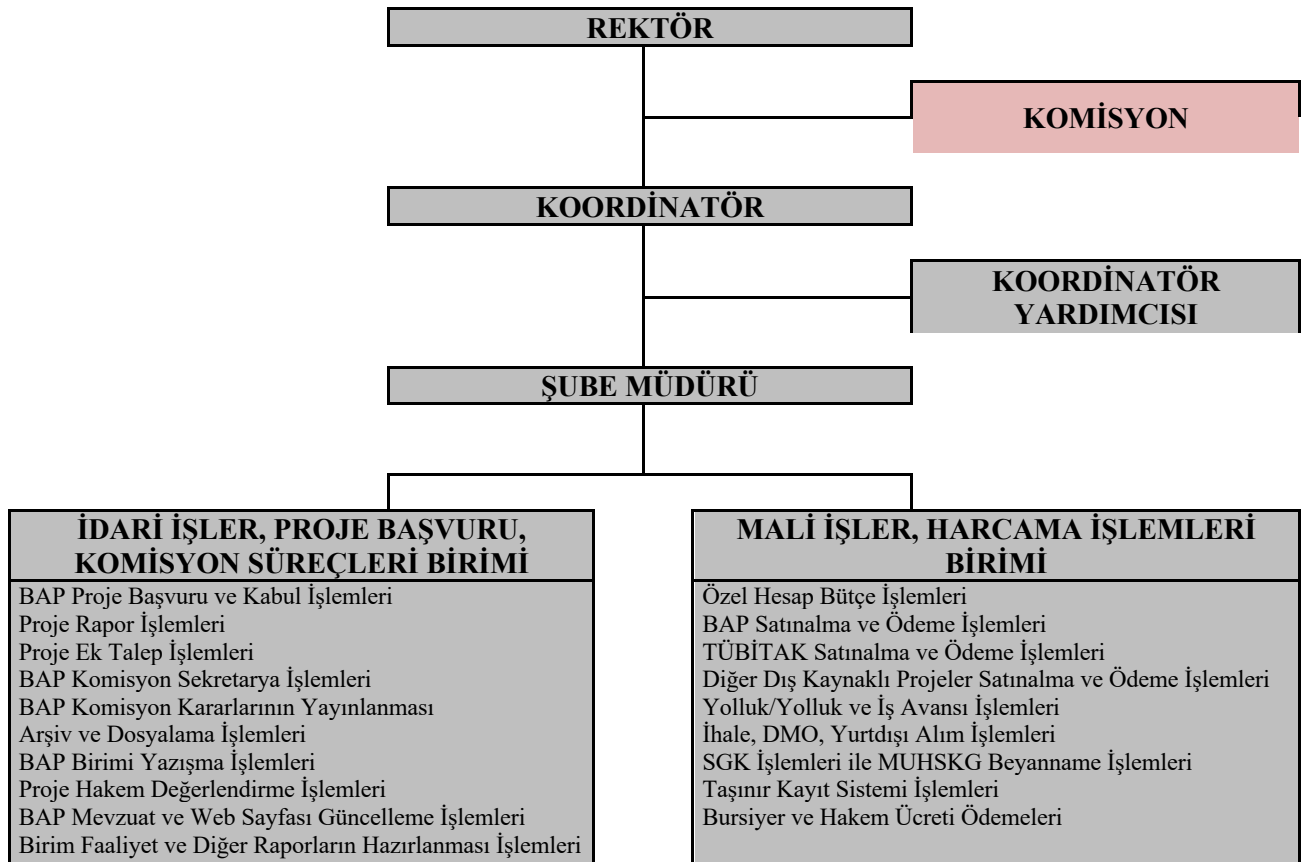 REKTÖR
KOMİSYON
KOORDİNATÖR
KOORDİNATÖR
YARDIMCISI
ŞUBE MÜDÜRÜ
İDARİ İŞLER, PROJE BAŞVURU,
KOMİSYON SÜREÇLERİ BİRİMİ
BAP Proje Başvuru ve Kabul İşlemleri
Proje Rapor İşlemleri
Proje Ek Talep İşlemleri
BAP Komisyon Sekretarya İşlemleri
BAP Komisyon Kararlarının Yayınlanması
Arşiv ve Dosyalama İşlemleri
BAP Birimi Yazışma İşlemleri
Proje Hakem Değerlendirme İşlemleri
BAP Mevzuat ve Web Sayfası Güncelleme İşlemleri
Birim Faaliyet ve Diğer Raporların Hazırlanması İşlemleri
MALİ İŞLER, HARCAMA İŞLEMLERİ
BİRİMİ
Özel Hesap Bütçe İşlemleri
BAP Satınalma ve Ödeme İşlemleri
TÜBİTAK Satınalma ve Ödeme İşlemleri
Diğer Dış Kaynaklı Projeler Satınalma ve Ödeme İşlemleri
Yolluk/Yolluk ve İş Avansı İşlemleri
İhale, DMO, Yurtdışı Alım İşlemleri
SGK İşlemleri ile MUHSKG Beyanname İşlemleri
Taşınır Kayıt Sistemi İşlemleri
Bursiyer ve Hakem Ücreti Ödemeleri